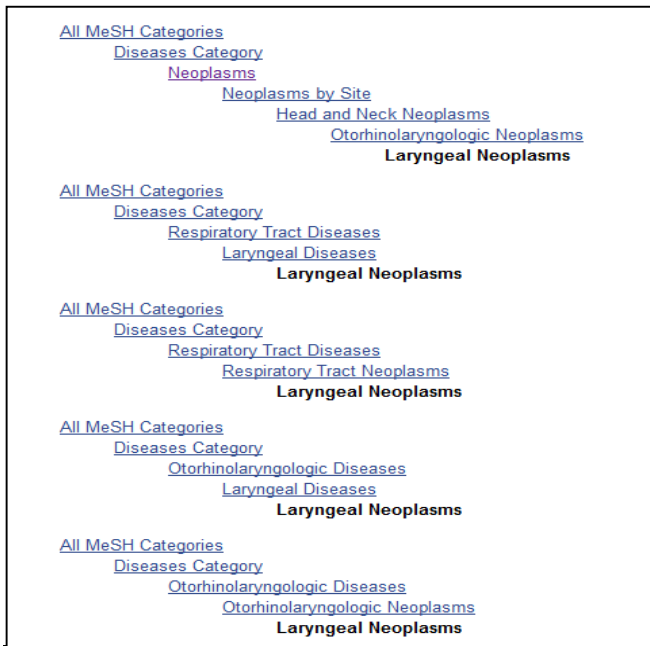 All MeSH Categories
Diseases Category
Neoplasms
Neoplasms by Site
Head and Neck Neoplasms
Otorhinolaryngologic Neoplasms
Laryngeal Neoplasms
All MeSH Categories
Diseases Category
Respiratory Tract Diseases
Laryngeal Diseases
Laryngeal Neoplasms
All MeSH Categories
Diseases Category
Respiratory Tract Diseases
Respiratory Tract Neoplasms
Laryngeal Neoplasms
All MeSH Categories
Diseases Category
Otorhinolaryngologic Diseases
Laryngeal Diseases
Laryngeal Neoplasms
All MeSH Categories
Diseases Category
Otorhinolaryngologic Diseases
Otorhinolaryngologic Neoplasms
Laryngeal Neoplasms